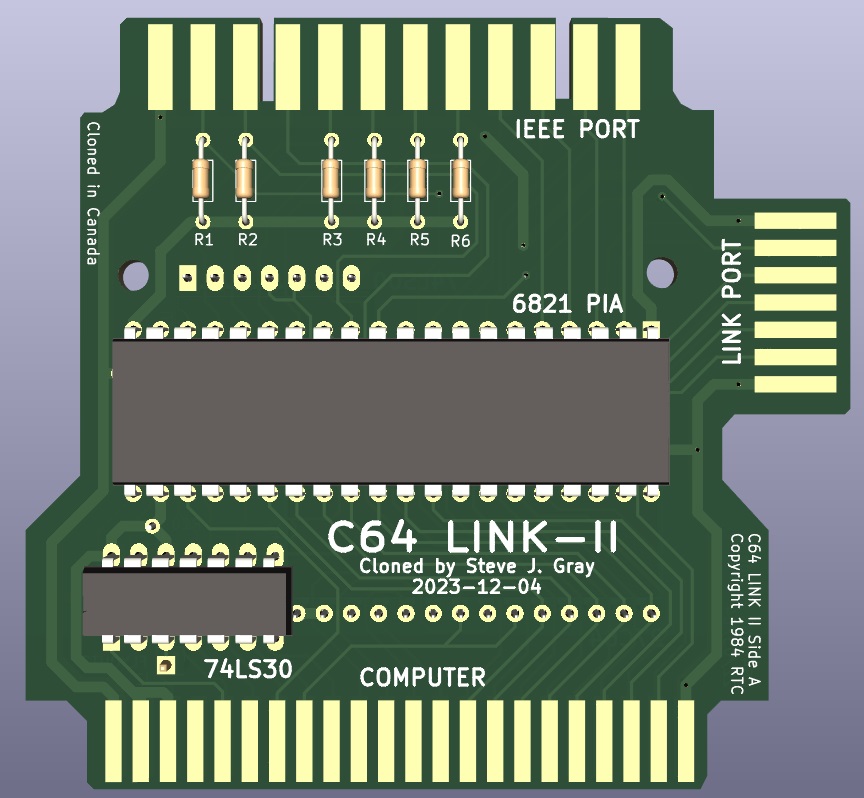 IEEE PORT
Cloned in Canada
R1 R2 R3 R4 R5 R6
LINK PORT
6821 PIA
C64 LINK-II
Cloned by Steve J. Gray
2023-12-04
C64 LINK II Side A
Copyright 1984 RTC
74LS30
COMPUTER